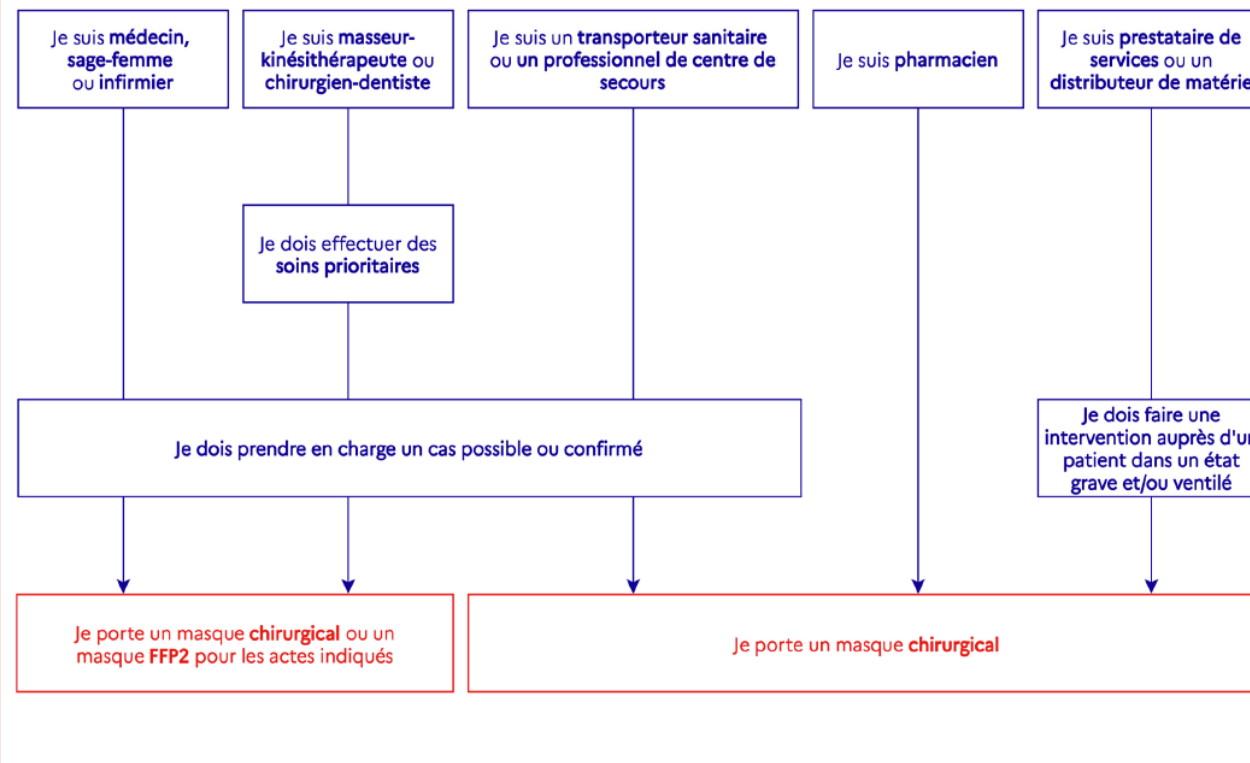 Je suis médecin,
sage-femme
ou infirmier
Je suis masseur-
kinésithérapeute ou
chirurgien-dentiste
Je suis un transporteur sanitaire
ou un professionnel de centre de
secours
Je suis pharmacien
Je suis prestataire de
services ou un
distributeur de matérie
Je dois effectuer des
soins prioritaires
Je dois prendre en charge un cas possible ou confirmé
Je dois faire une
intervention auprès d'un
patient dans un état
grave et/ou ventilé
Je porte un masque chirurgical ou un
masque FFP2 pour les actes indiqués
Je porte un masque chirurgical